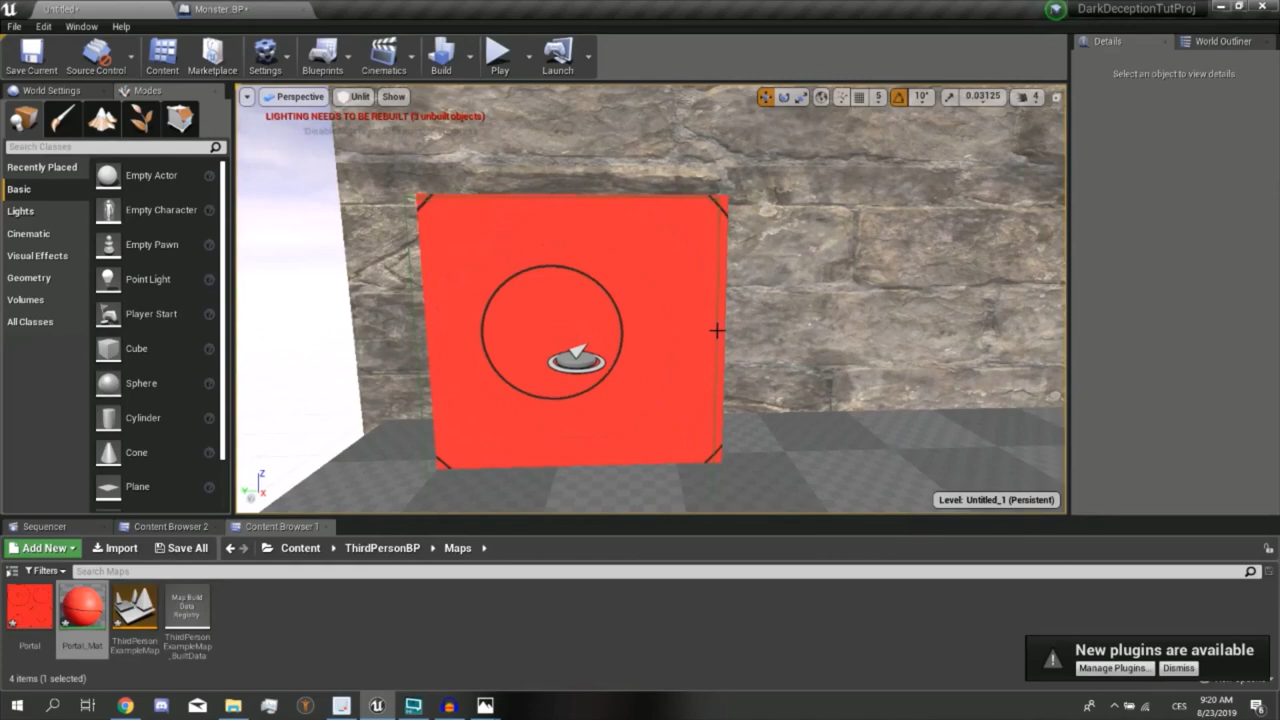 Untitled*
Monster.BP*
DarkDeceptionTutProj
File Edit Window Help
Save Current
Source Control
Content
Marketplace
Settings
Blueprints
Cinematics
Build
Play
Launch
Details
World Outliner
Select an object to view details.
World Settings
Modes
Search Classes
Recently Placed
Basic
Lights
Cinematic
Visual Effects
Geometry
Volumes
All Classes
Empty Actor
Empty Character
Empty Pawn
Point Light
Player Start
Cube
Sphere
Cylinder
Cone
Plane
Perspective
Unlit
Show
5
10°
0.03125
4
LIGHTING NEEDS TO BE REBUILT (3 unbuilt objects)
Z
Y
X
Level: Untitled_1 (Persistent)
Sequencer
Content Browser 2
Content Browser 1
Add New
Import
Save All
Content
ThirdPersonBP
Maps
Filters
Search Maps
Portal
Portal_Mat
ThirdPerson
ExampleMap
Map Build
Data
Registry
ThirdPerson
ExampleMap
_BuiltData
4 items (1 selected)
New plugins are available
Manage Plugins...
Dismiss
CES
9:20 AM
8/23/2019